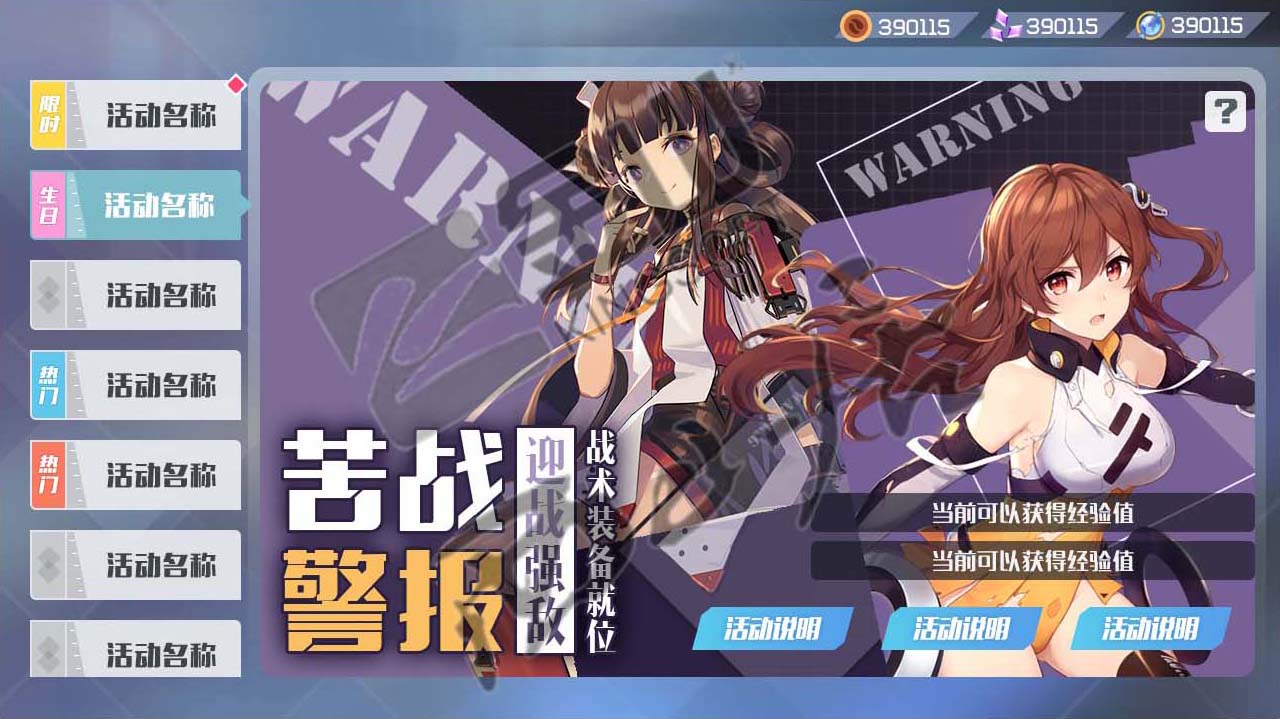 390115
390115
390115
限时
活动名称
生日
活动名称
活动名称
热门
活动名称
热门
活动名称
活动名称
活动名称
WARNING
?
苦战
警报
迎战强敌
战术装备就位
当前可以获得经验值
当前可以获得经验值
活动说明
活动说明
活动说明